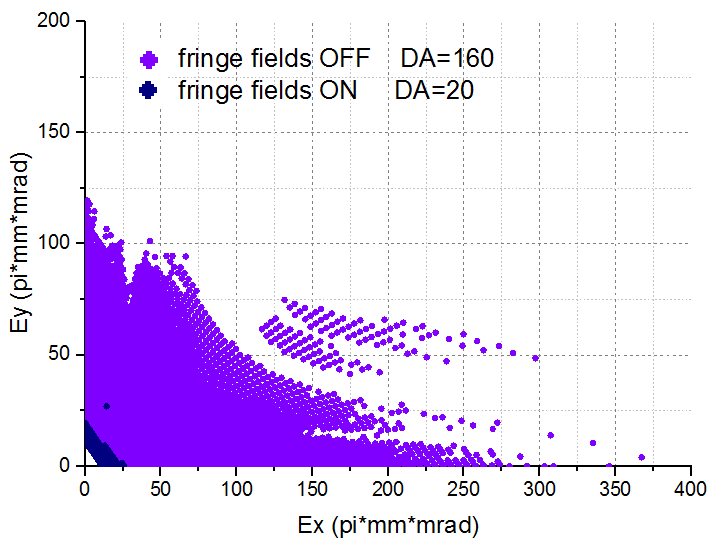 200
fringe fields OFF DA=160
fringe fields ON DA=20
150
100
50
0
0 50 100 150 200 250 300 350 400
Ey (pi*mm*mrad)
Ex (pi*mm*mrad)